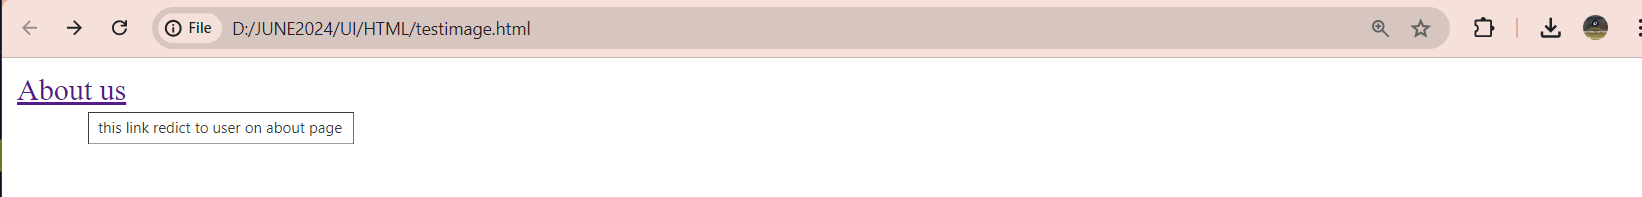 File D:/JUNE2024/UI/HTML/testimage.html
About us
this link redict to user on about page